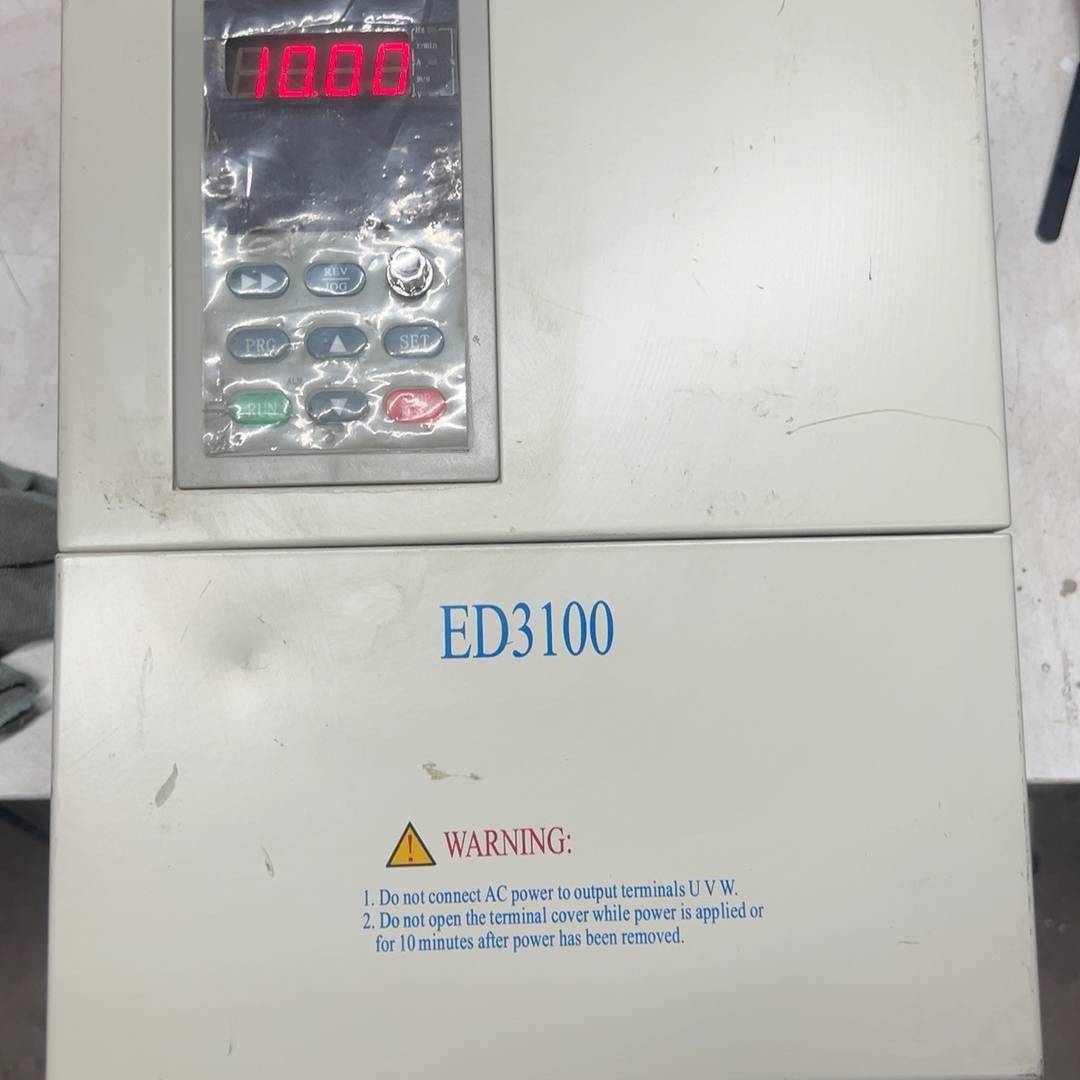 10.00
Hz
r/min
A
m/s
REV
JOG
PRG
SET
RUN
ED3100
WARNING:
1. Do not connect AC power to output terminals U V W.
2. Do not open the terminal cover while power is applied or
for 10 minutes after power has been removed.